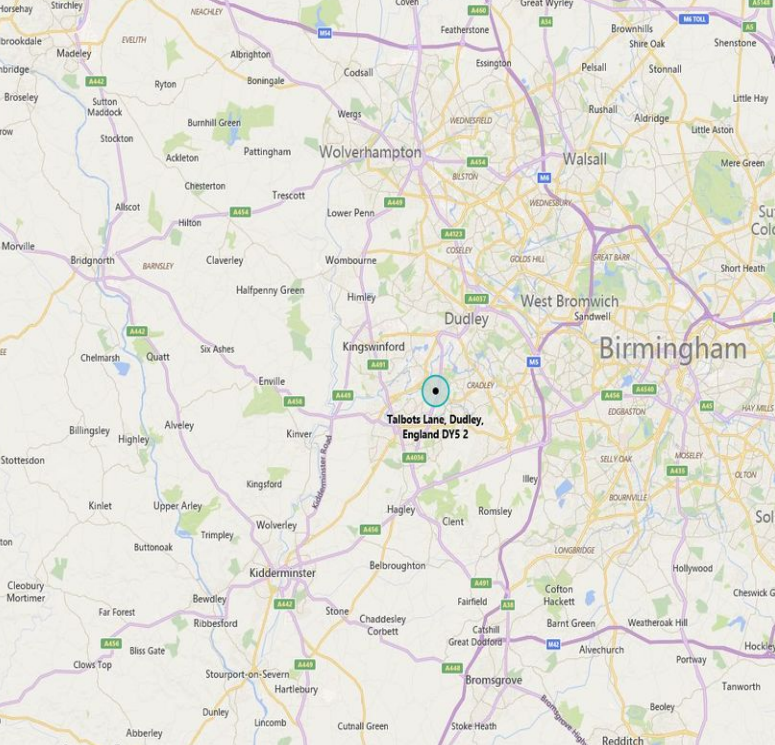 Horsehay
Stirchley
NEACHLEY
Coven
A460
Great Wyrley
A5148
M6 TOLL
A34
A5
Brownhills
EVELITH
M54
Featherstone
Shire Oak
Shenstone
Madeley
Albrighton
Essington
Pelsall
Stonnall
A442
Ryton
Boningale
Codsall
Broseley
Sutton
Maddock
Wergs
Rushall
Little Hay
Burnhill Green
WEDNESFIELD
Aldridge
Stockton
Little Aston
Ackleton
Pattingham
Wolverhampton
A454
Walsall
Mere Green
Chesterton
BILSTON
M6
Trescott
A449
WEDNESBURY
Allscot
A454
Lower Penn
Hilton
A4123
Morville
COSELEY
Bridgnorth
BARNSLEY
Claverley
Wombourne
GOLDS HILL
GREAT BARR
Short Heath
Halfpenny Green
Himley
A4037
West Bromwich
Dudley
Sandwell
A442
Kingswinford
Birmingham
Chelmarsh
Quatt
Six Ashes
A491
M5
Enville
CRADLEY
A458
A449
A456
A4540
A45
HAY MILLS
Talbots Lane, Dudley,
England DY5 2
EDGBASTON
Billingsley
Highley
Alveley
Kinver
Kidderminster Road
A4036
SELLY OAK
MOSELEY
Stottesdon
A435
OLTON
Kingsford
Illey
BOURNVILLE
Kinlet
Upper Arley
Hagley
Romsley
Trimpley
Wolverley
A456
Clent
Buttonoak
LONGBRIDGE
Kidderminster
Belbroughton
Hollywood
Cleobury
Mortimer
Bewdley
A442
A491
Cofton
Hackett
Far Forest
Ribbesford
Stone
Fairfield
A38
Chaddesley
Corbett
Catshill
Barnt Green
Weatheroak Hill
A456
Bliss Gate
Great Dodford
M42
Alvechurch
Clows Top
A449
A448
Portway
Stourport-on-Severn
Bromsgrove
Hartlebury
Tanworth
Dunley
Lincomb
Beoley
Abberley
Cutnall Green
Stoke Heath
Redditch